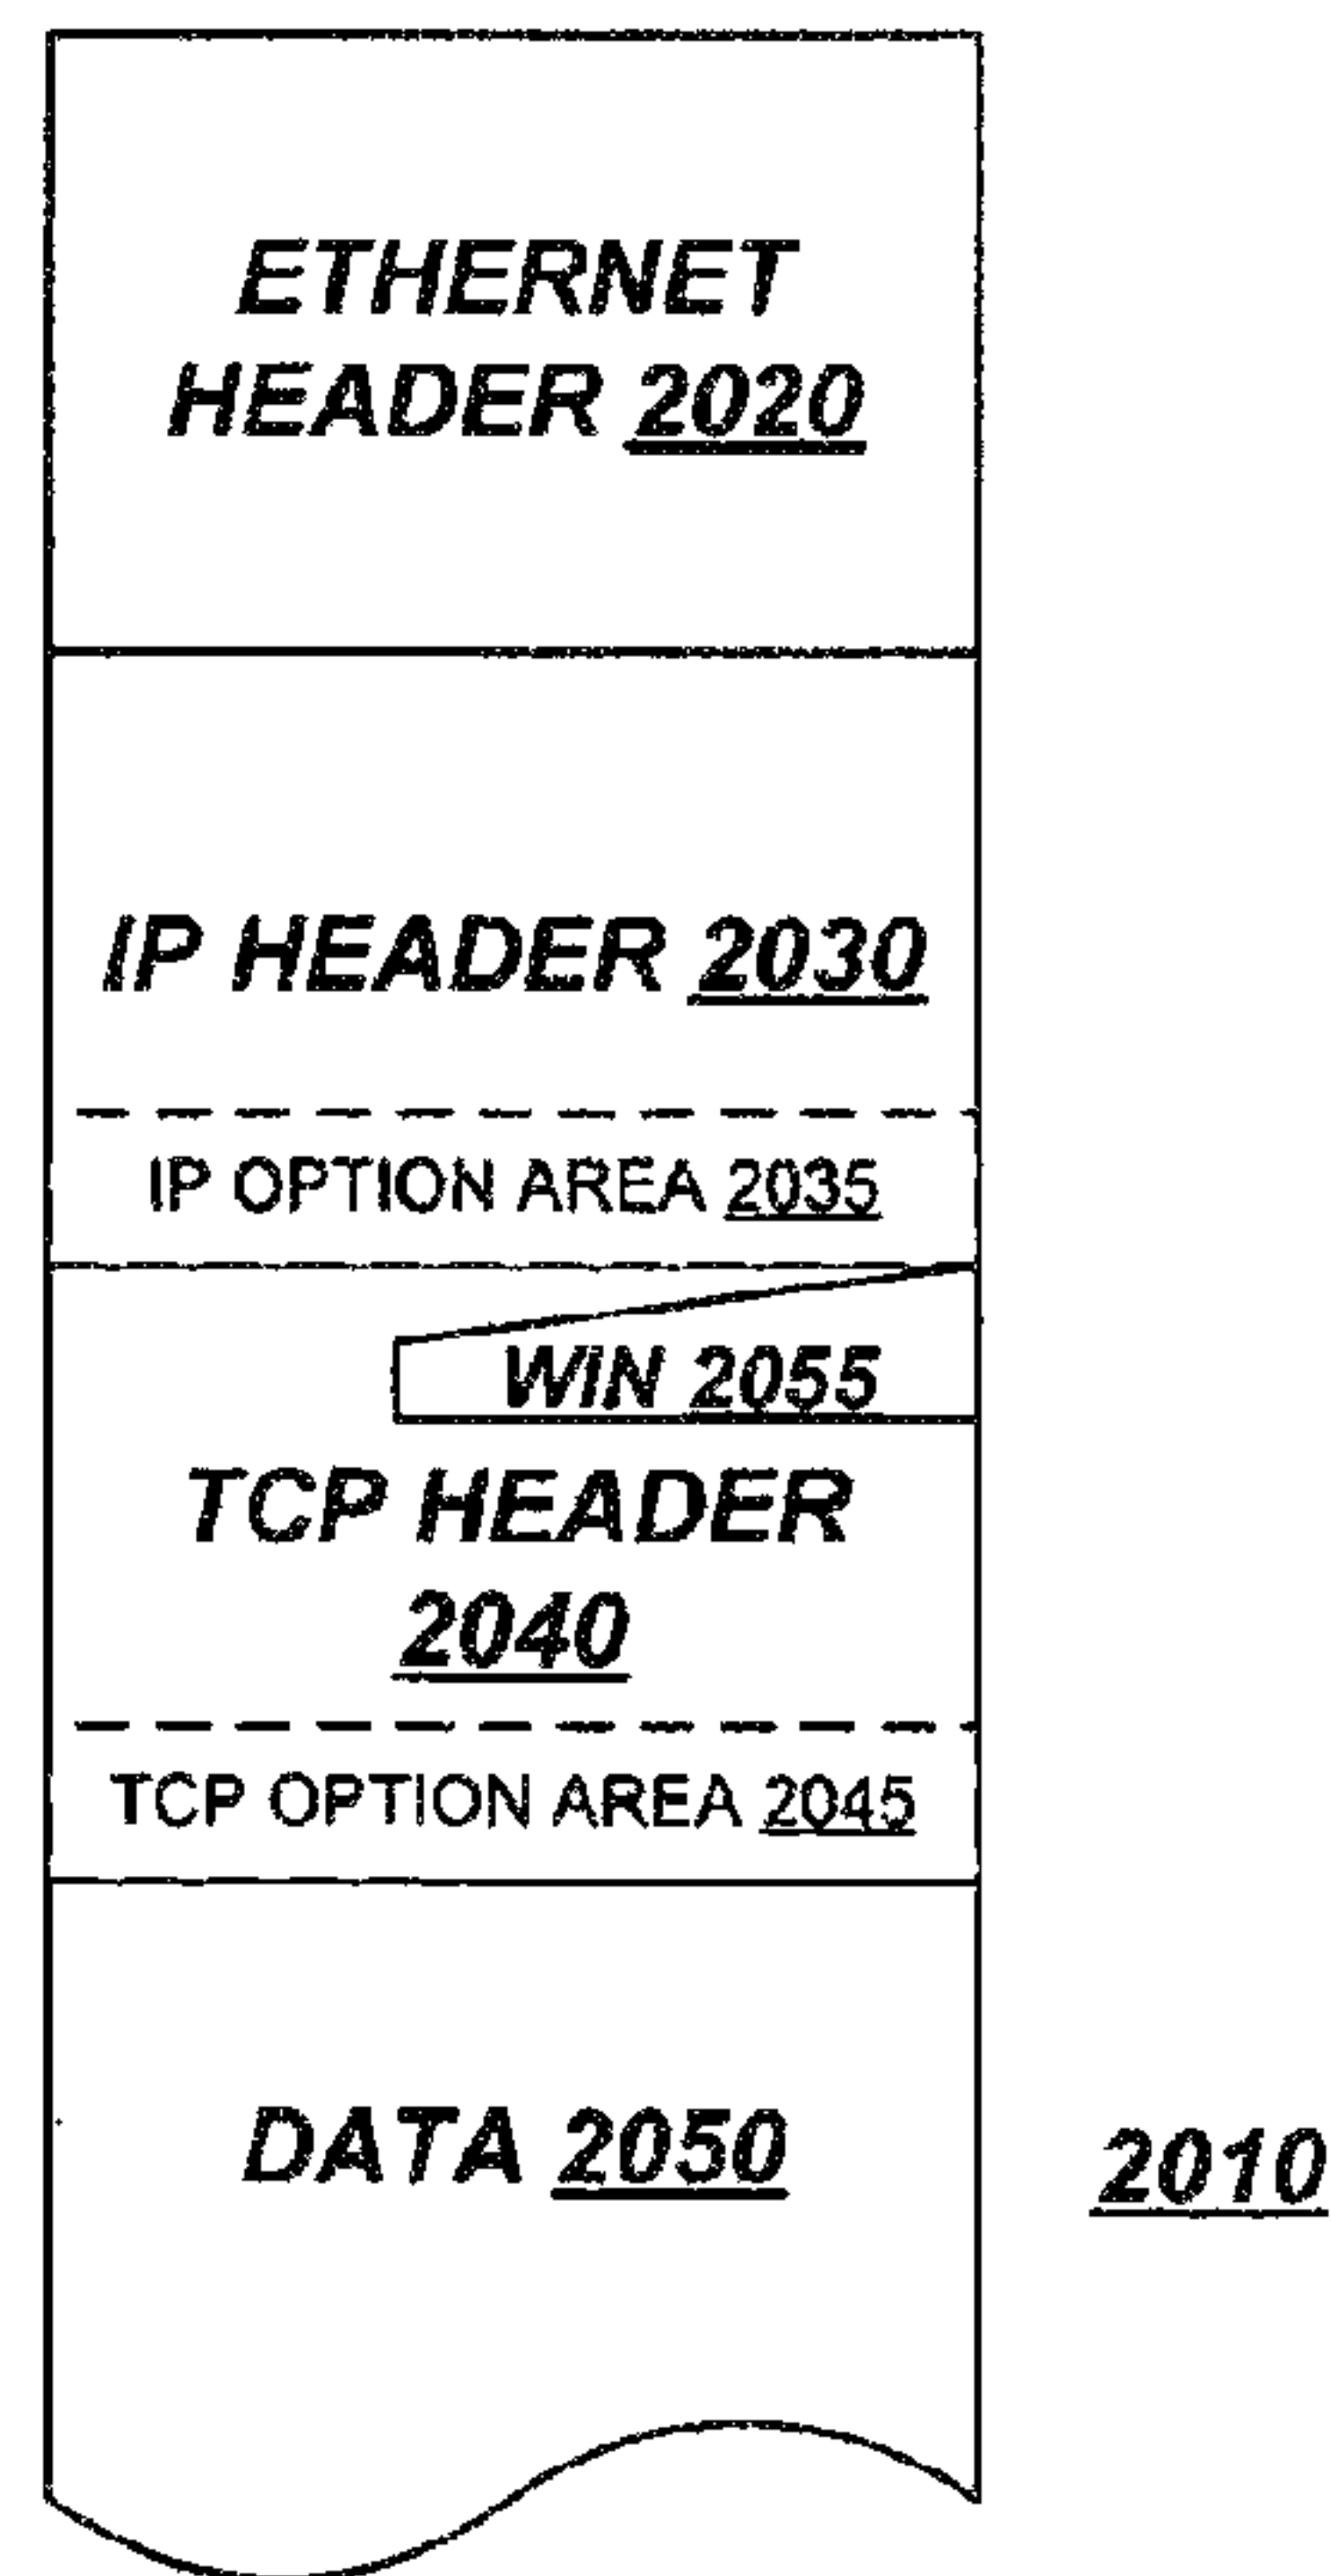 ETHERNET
HEADER 2020
IP HEADER 2030
IP OPTION AREA 2035
WIN 2055
TCP HEADER
2040
TCP OPTION AREA 2045
DATA 2050
2010